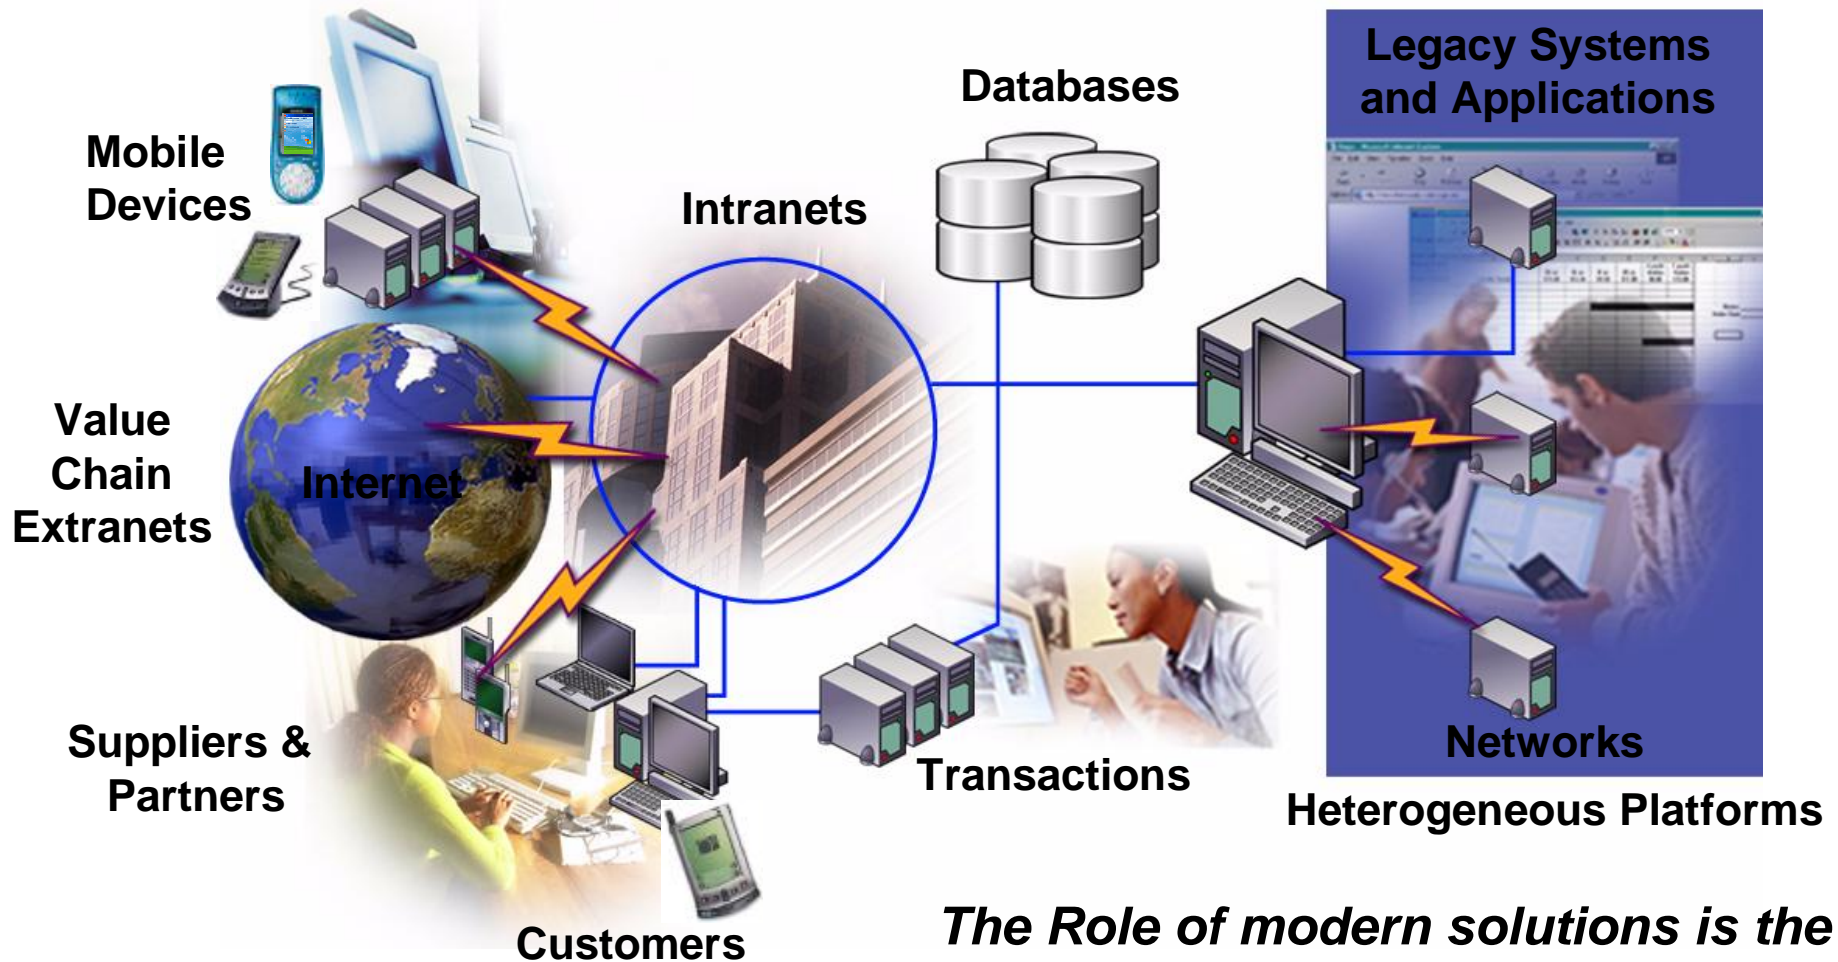 Legacy Systems
and Applications
Databases
Mobile
Devices
Intranets
Value
Chain
Extranets
Internet
Suppliers &
Partners
Transactions
Networks
Heterogeneous Platforms
Customers
The Role of modern solutions is the